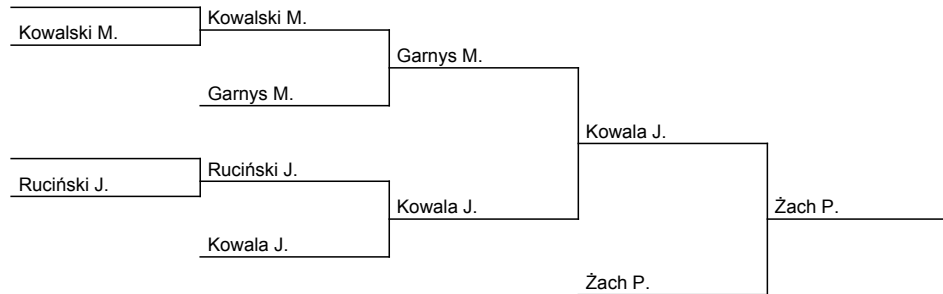 Kowalski M.
Kowalski M.
Garnys M.
Garnys M.
Kowala J.
Ruciński J.
Ruciński J.
Kowala J.
Żach P.
Kowala J.
Żach P.